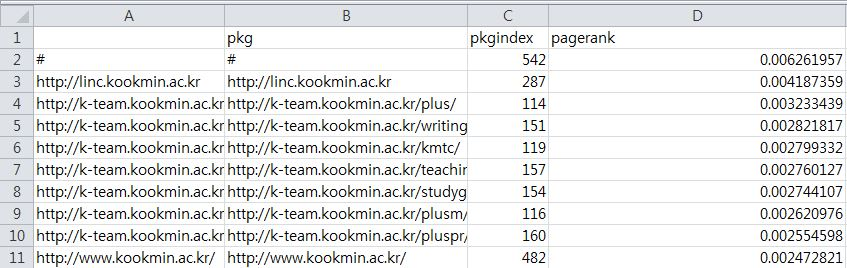 A B C D
1 pkg pkgindex pagerank
2 # # 542 0.006261957
3 http://linc.kookmin.ac.kr http://linc.kookmin.ac.kr 287 0.004187359
4 http://k-team.kookmin.ac.kr http://k-team.kookmin.ac.kr/plus/ 114 0.003233439
5 http://k-team.kookmin.ac.kr http://k-team.kookmin.ac.kr/writing 151 0.002821817
6 http://k-team.kookmin.ac.kr http://k-team.kookmin.ac.kr/kmtc/ 119 0.002799332
7 http://k-team.kookmin.ac.kr http://k-team.kookmin.ac.kr/teachin 157 0.002760127
8 http://k-team.kookmin.ac.kr http://k-team.kookmin.ac.kr/studyg 154 0.002744107
9 http://k-team.kookmin.ac.kr http://k-team.kookmin.ac.kr/plusm/ 116 0.002620976
10 http://k-team.kookmin.ac.kr http://k-team.kookmin.ac.kr/pluspr/ 160 0.002554598
11 http://www.kookmin.ac.kr/ http://www.kookmin.ac.kr/ 482 0.002472821